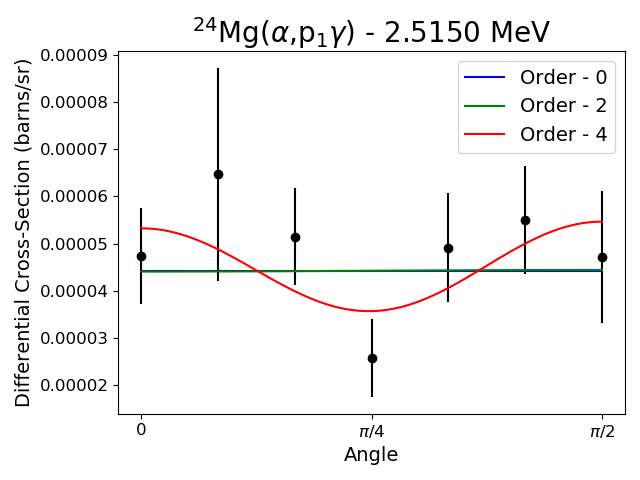 ²⁴Mg(α,p₁γ) - 2.5150 MeV
Differential Cross-Section (barns/sr)
0.00009
0.00008
0.00007
0.00006
0.00005
0.00004
0.00003
0.00002
Order - 0
Order - 2
Order - 4
0
π/4
π/2
Angle